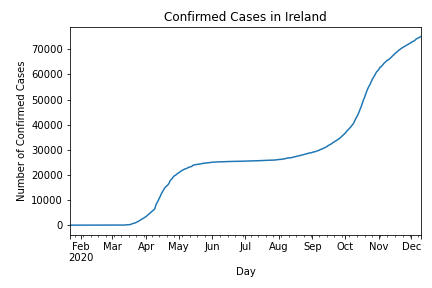 Confirmed Cases in Ireland
Number of Confirmed Cases
70000
60000
50000
40000
30000
20000
10000
0
Feb Mar Apr May Jun Jul Aug Sep Oct Nov Dec
2020
Day